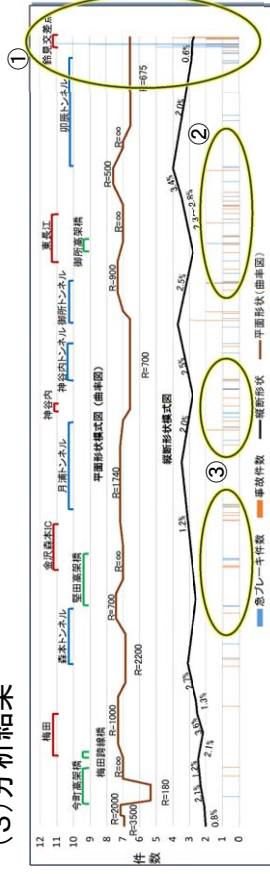 (3)分析結果
①
梅田
金沢森本IC
神谷内
東長江
鈴見交差点
森本トンネル
月浦トンネル
神谷内トンネル
御所トンネル
卯辰トンネル
今町高架橋
梅田跨線橋
堅田高架橋
御所高架橋
平面形状模式図(曲率図)
R=2000
R=3500
R=180
R=∞
R=1000
R=2200
R=700
R=∞
R=1740
R=700
R=900
R=∞
R=500
R=∞
R=675
縦断形状模式図
0.8%
2.1%
1.2%
2.1%
3.6%
1.3%
2.7%
1.2%
2.0%
2.5%
2.5%
2.3~2.8%
3.4%
2.0%
0.6%
②
③
件数
12
11
10
9
8
7
6
5
4
3
2
1
0
急ブレーキ件数
事故件数
縦断形状
平面形状(曲率図)